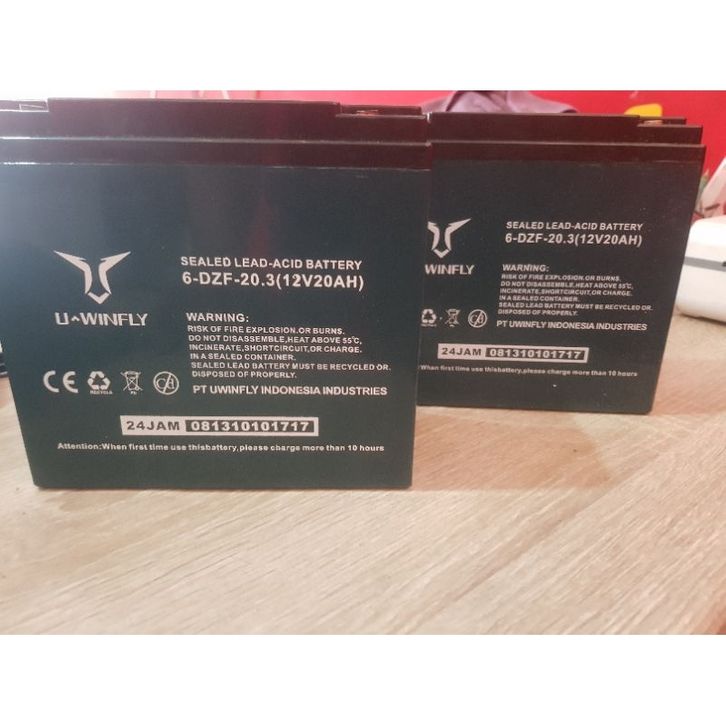 U-WINFLY
SEALED LEAD-ACID BATTERY
6-DZF-20.3(12V20AH)
WARNING:
RISK OF FIRE EXPLOSION.OR BURNS.
DO NOT DISASSEMBLE,HEAT ABOVE 55℃,
INCINERATE,SHORTCIRCUIT,OR CHARGE.
IN A SEALED CONTAINER.
SEALED LEAD BATTERY MUST BE RECYCLED OR
DISPOSED OF PROPERLY.
CE
RECYCLE
Pb
PT UWINFLY INDONESIA INDUSTRIES
24JAM 081310101717
Attention:When first time use thisbattery,please charge more than 10 hours
WINFLY
SEALED LEAD-ACID BATTERY
6-DZF-20.3(12V20AH)
WARNING:
RISK OF FIRE EXPLOSION.OR BURNS.
DO NOT DISASSEMBLE,HEAT ABOVE 55℃,
INCINERATE,SHORTCIRCUIT,OR CHARGE.
IN A SEALED CONTAINER.
SEALED LEAD BATTERY MUST BE RECYCLED OR
DISPOSED OF PROPERLY.
PT UWINFLY INDONESIA INDUSTRIES
24JAM 081310101717
When first time use thisbattery,please charge more than 10 hours